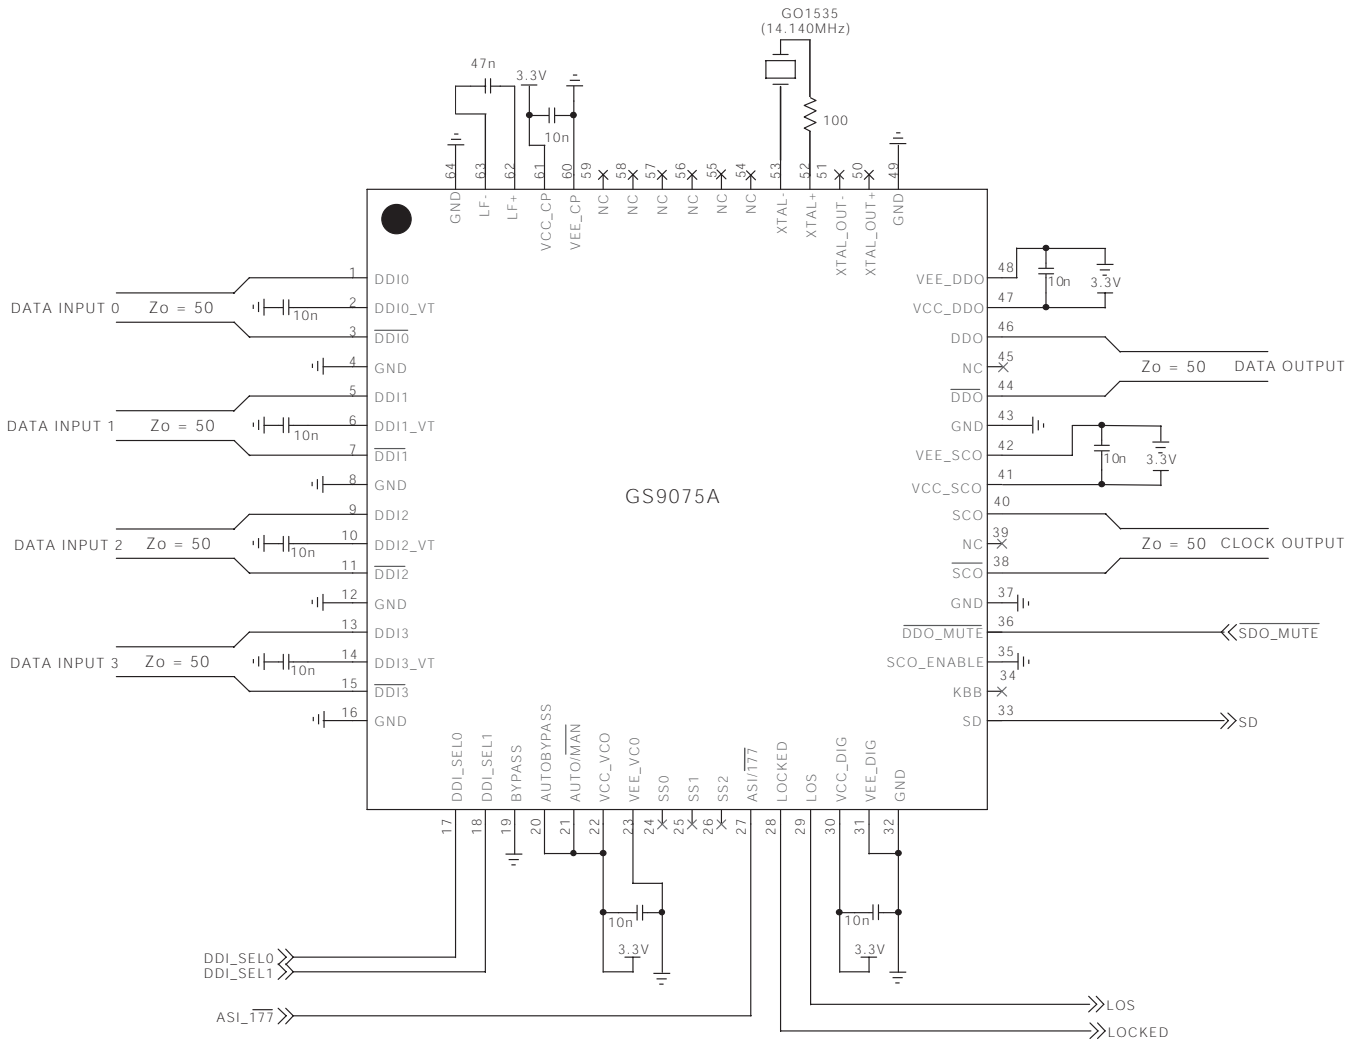 GO1535
(14.140MHz)
47n
3.3V
10n
100
64
63
62
61
60
59
58
57
56
55
54
53
52
51
50
49
GND
LF-
LF+
VCC_CP
VEE_CP
NC
NC
NC
NC
NC
NC
XTAL-
XTAL+
XTAL_OUT-
XTAL_OUT+
GND
DATA INPUT 0
Zo = 50
10n
1 DDI0
2 DDI0_VT
3 DDI0
4 GND
DATA INPUT 1
Zo = 50
10n
5 DDI1
6 DDI1_VT
7 DDI1
8 GND
DATA INPUT 2
Zo = 50
10n
9 DDI2
10 DDI2_VT
11 DDI2
12 GND
DATA INPUT 3
Zo = 50
10n
13 DDI3
14 DDI3_VT
15 DDI3
16 GND
GS9075A
VEE_DDO 48
10n
3.3V
VCC_DDO 47
DDO 46
NC 45
Zo = 50 DATA OUTPUT
DDO 44
GND 43
VEE_SCO 42
10n
3.3V
VCC_SCO 41
SCO 40
NC 39
Zo = 50 CLOCK OUTPUT
SCO 38
GND 37
DDO_MUTE 36
SDO_MUTE
SCO_ENABLE 35
KBB 34
SD 33
SD
DDI_SEL0
DDI_SEL1
BYPASS
AUTOBYPASS
AUTO/MAN
VCC_VCO
VEE_VC0
SS0
SS1
SS2
ASI/177
LOCKED
LOS
VCC_DIG
VEE_DIG
GND
17
18
19
20
21
22
23
24
25
26
27
28
29
30
31
32
10n
3.3V
10n
3.3V
DDI_SEL0
DDI_SEL1
ASI_177
LOS
LOCKED